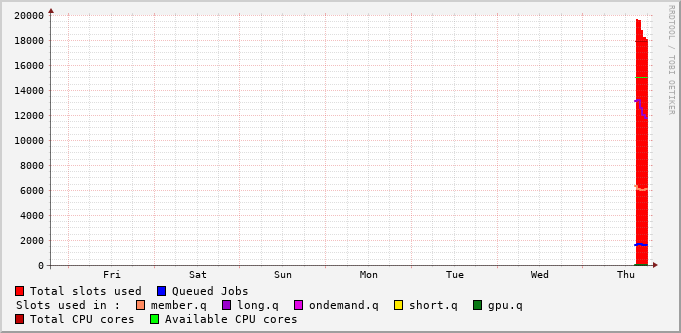 RRDTOOL / TOBI OETIKER
20000
18000
16000
14000
12000
10000
8000
6000
4000
2000
0
Fri Sat Sun Mon Tue Wed Thu
Total slots used Queued Jobs
Slots used in : member.q long.q ondemand.q short.q gpu.q
Total CPU cores Available CPU cores